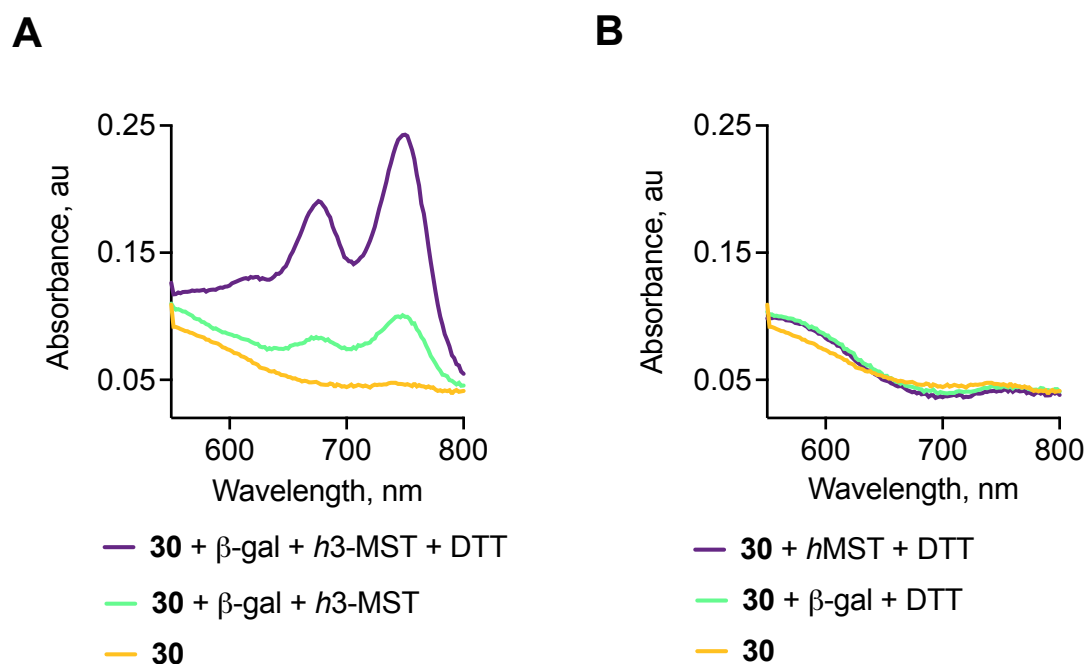 A
Absorbance, au
0.25
0.15
0.05
600
700
800
Wavelength, nm
30 + β-gal + h3-MST + DTT
30 + β-gal + h3-MST
30
B
Absorbance, au
0.25
0.15
0.05
600
700
800
Wavelength, nm
30 + hMST + DTT
30 + β-gal + DTT
30